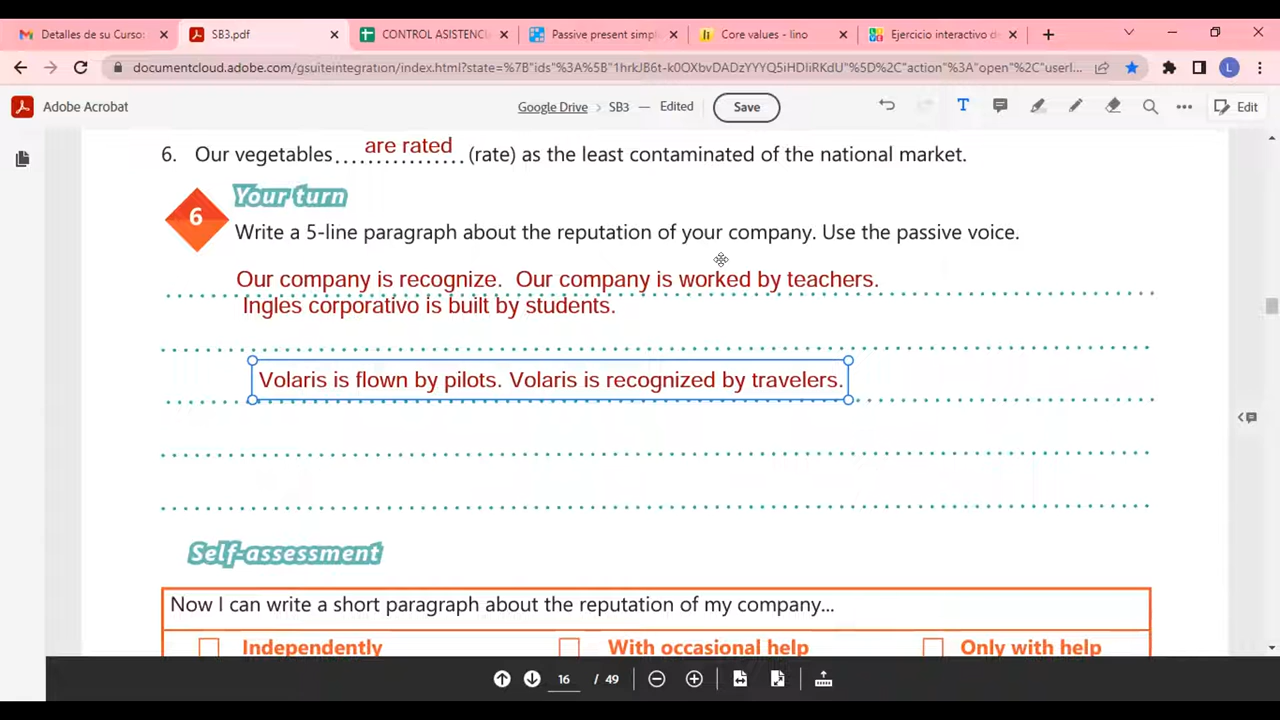 Detalles de su Curso:
SB3.pdf
CONTROL ASISTENCI
Passive present simpl
Core values - lino
Ejercicio interactivo d
documentcloud.adobe.com/gsuiteintegration/index.html?state=%7B"ids"%3A%5B"1hrkJB6t-k0OXbvDADzYYYQ5iHDIiRKdU"%5D%2C"action"%3A"open"%2C"userI...
L
Adobe Acrobat
Google Drive > SB3 — Edited
Save
T
Edit
6. Our vegetables are rated (rate) as the least contaminated of the national market.
Your turn
6
Write a 5-line paragraph about the reputation of your company. Use the passive voice.
Our company is recognize. Our company is worked by teachers.
Ingles corporativo is built by students.
Volaris is flown by pilots. Volaris is recognized by travelers.
Self-assessment
Now I can write a short paragraph about the reputation of my company...
Independently With occasional help Only with help
16 / 49